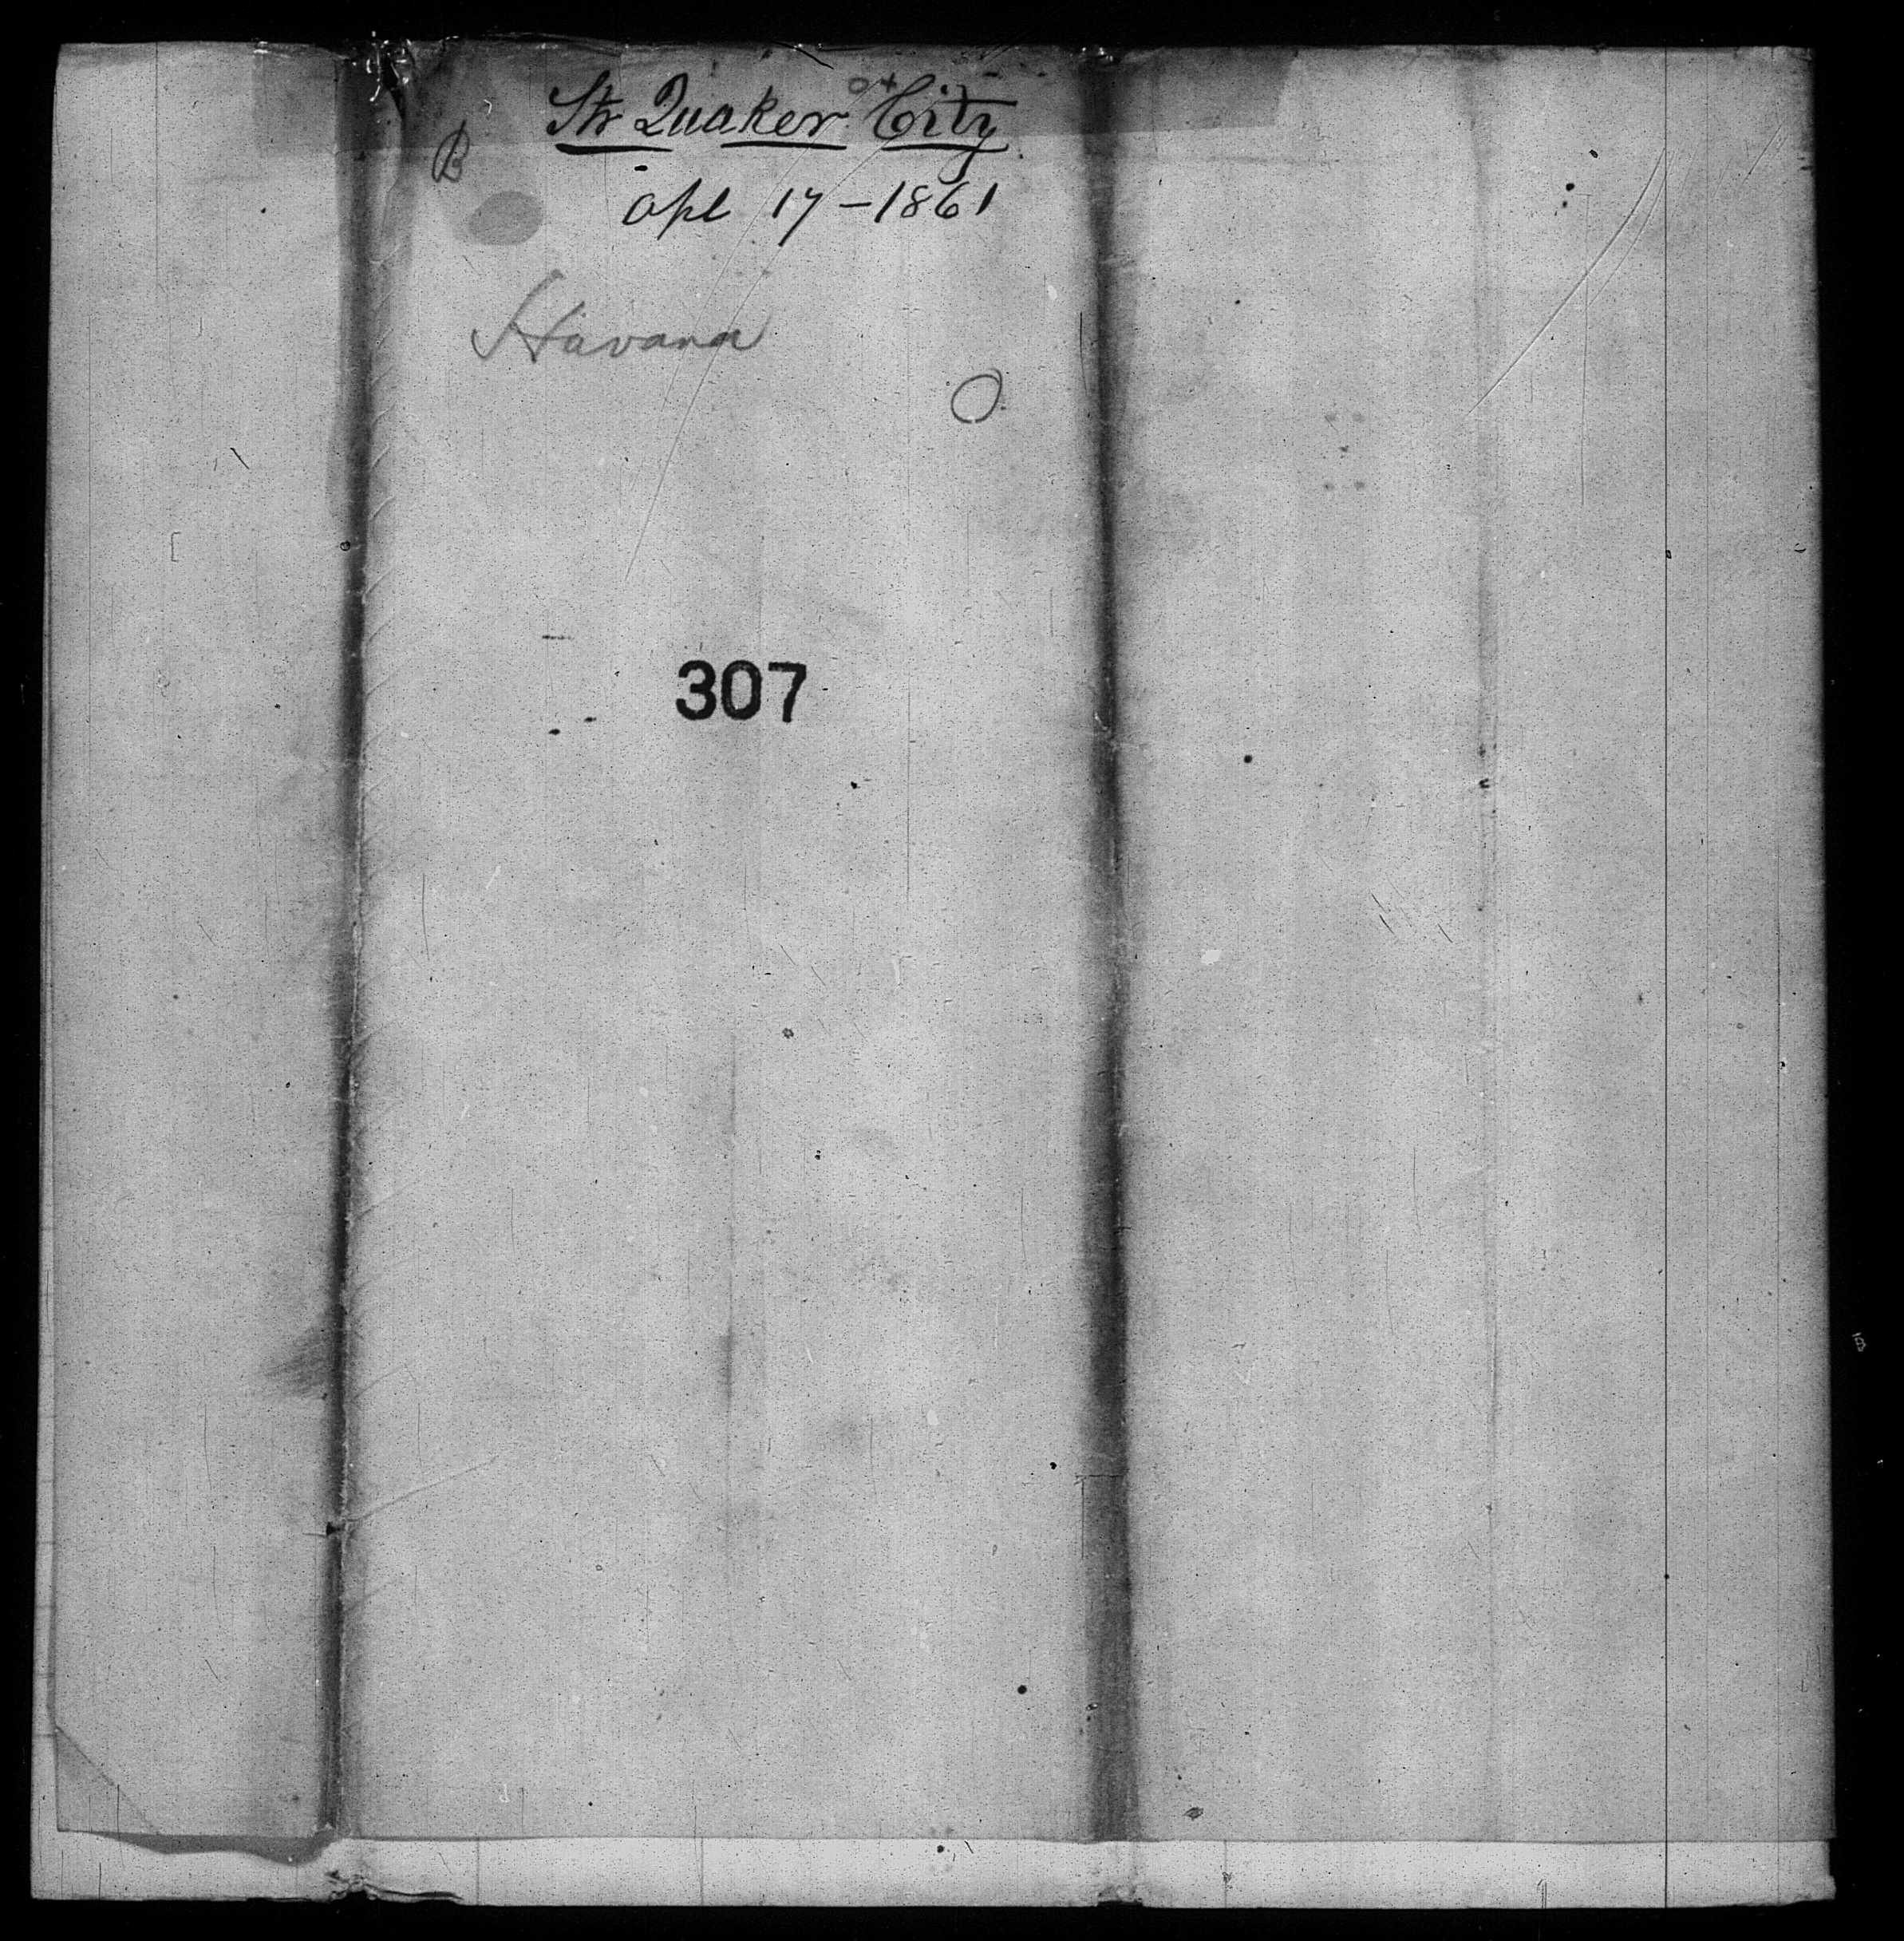 Str Quaker City
B
Apl 17 - 1861
Havana
O
307